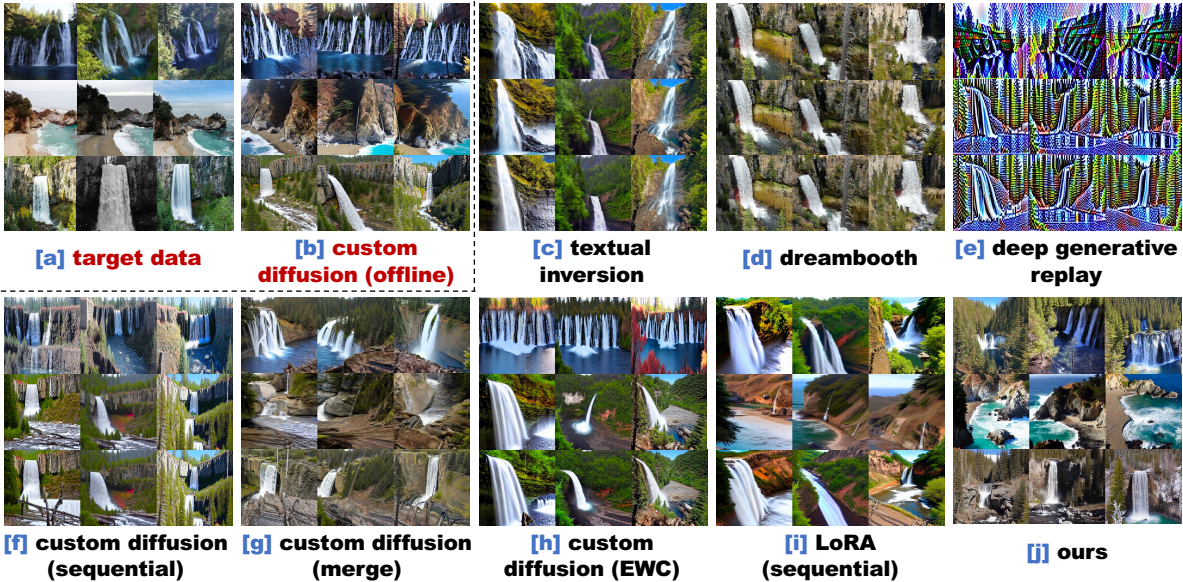 [a] target data
[b] custom
diffusion (offline)
[c] textual
inversion
[d] dreambooth
[e] deep generative
replay
[f] custom diffusion
(sequential)
[g] custom diffusion
(merge)
[h] custom
diffusion (EWC)
[i] LoRA
(sequential)
[j] ours